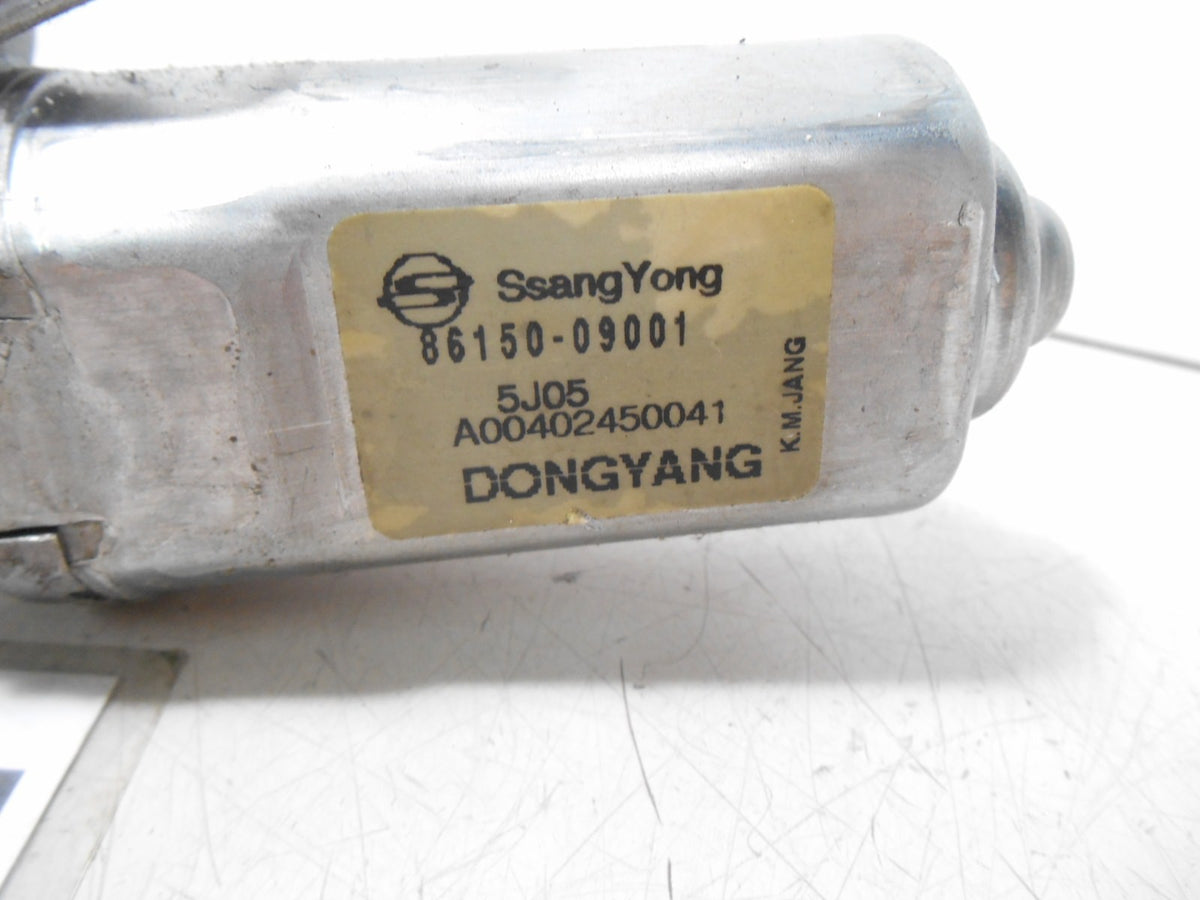 SsangYong
86150-09001
5J05
A00402450041
DONGYANG
K.M.JANG